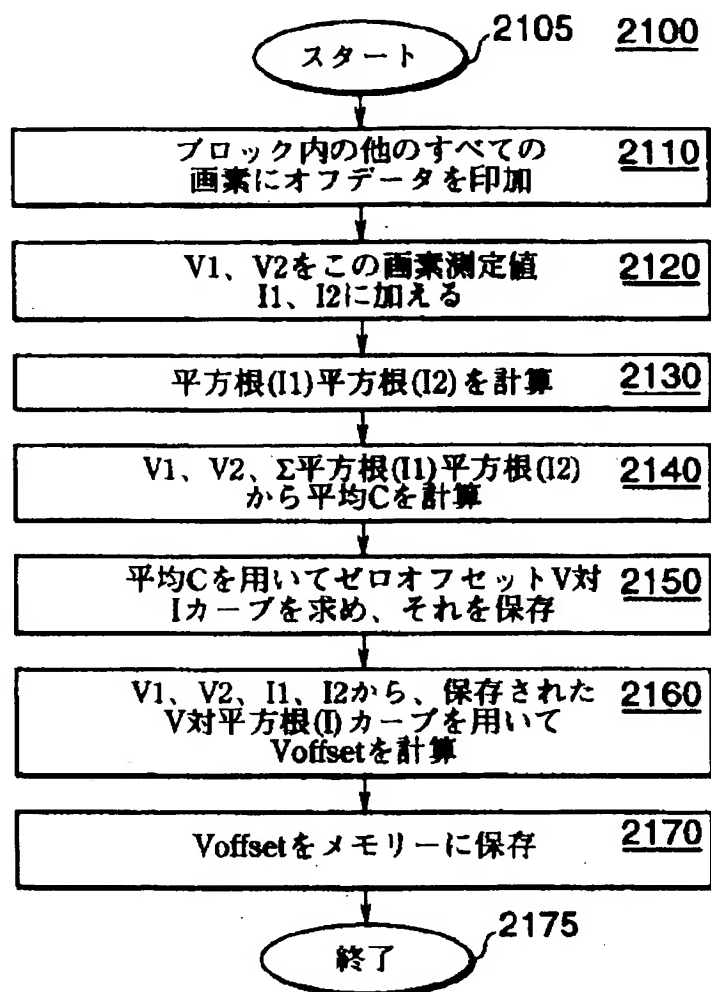 2100
スタート 2105
ブロック内の他のすべての 2110
画素にオフデータを印加
V1、V2をこの画素測定値 2120
I1、I2に加える
平方根(I1)平方根(I2)を計算 2130
V1、V2、Σ平方根(I1)平方根(I2) 2140
から平均Cを計算
平均Cを用いてゼロオフセットV対 2150
Iカーブを求め、それを保存
V1、V2、I1、I2から、保存された 2160
V対平方根(I)カーブを用いて
Voffsetを計算
Voffsetをメモリーに保存 2170
終了 2175